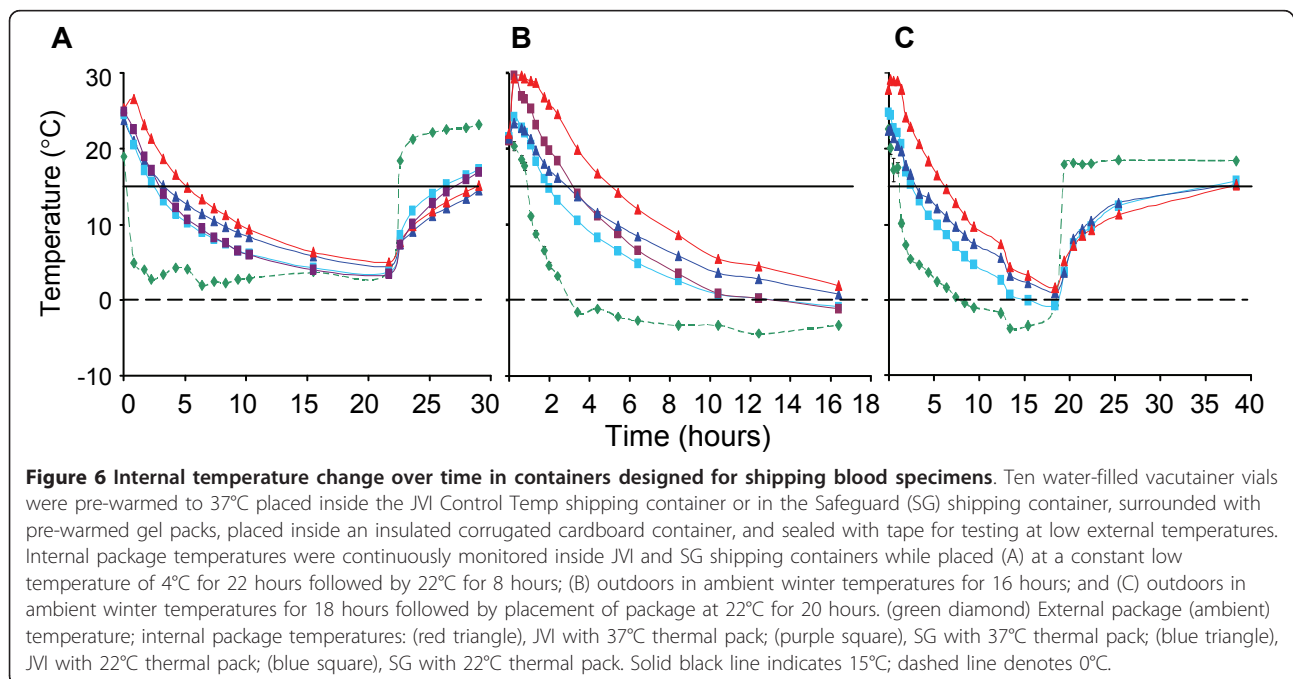 A B C
30
20
10
0
-10
Temperature (°C)
0 5 10 15 20 25 30
2 4 6 8 10 12 14 16 18
5 10 15 20 25 30 35 40
Time (hours)
Figure 6 Internal temperature change over time in containers designed for shipping blood specimens. Ten water-filled vacutainer vials
were pre-warmed to 37°C placed inside the JVI Control Temp shipping container or in the Safeguard (SG) shipping container, surrounded with
pre-warmed gel packs, placed inside an insulated corrugated cardboard container, and sealed with tape for testing at low external temperatures.
Internal package temperatures were continuously monitored inside JVI and SG shipping containers while placed (A) at a constant low
temperature of 4°C for 22 hours followed by 22°C for 8 hours; (B) outdoors in ambient winter temperatures for 16 hours; and (C) outdoors in
ambient winter temperatures for 18 hours followed by placement of package at 22°C for 20 hours. (green diamond) External package (ambient)
temperature; internal package temperatures: (red triangle), JVI with 37°C thermal pack; (purple square), SG with 37°C thermal pack; (blue triangle),
JVI with 22°C thermal pack; (blue square), SG with 22°C thermal pack. Solid black line indicates 15°C; dashed line denotes 0°C.